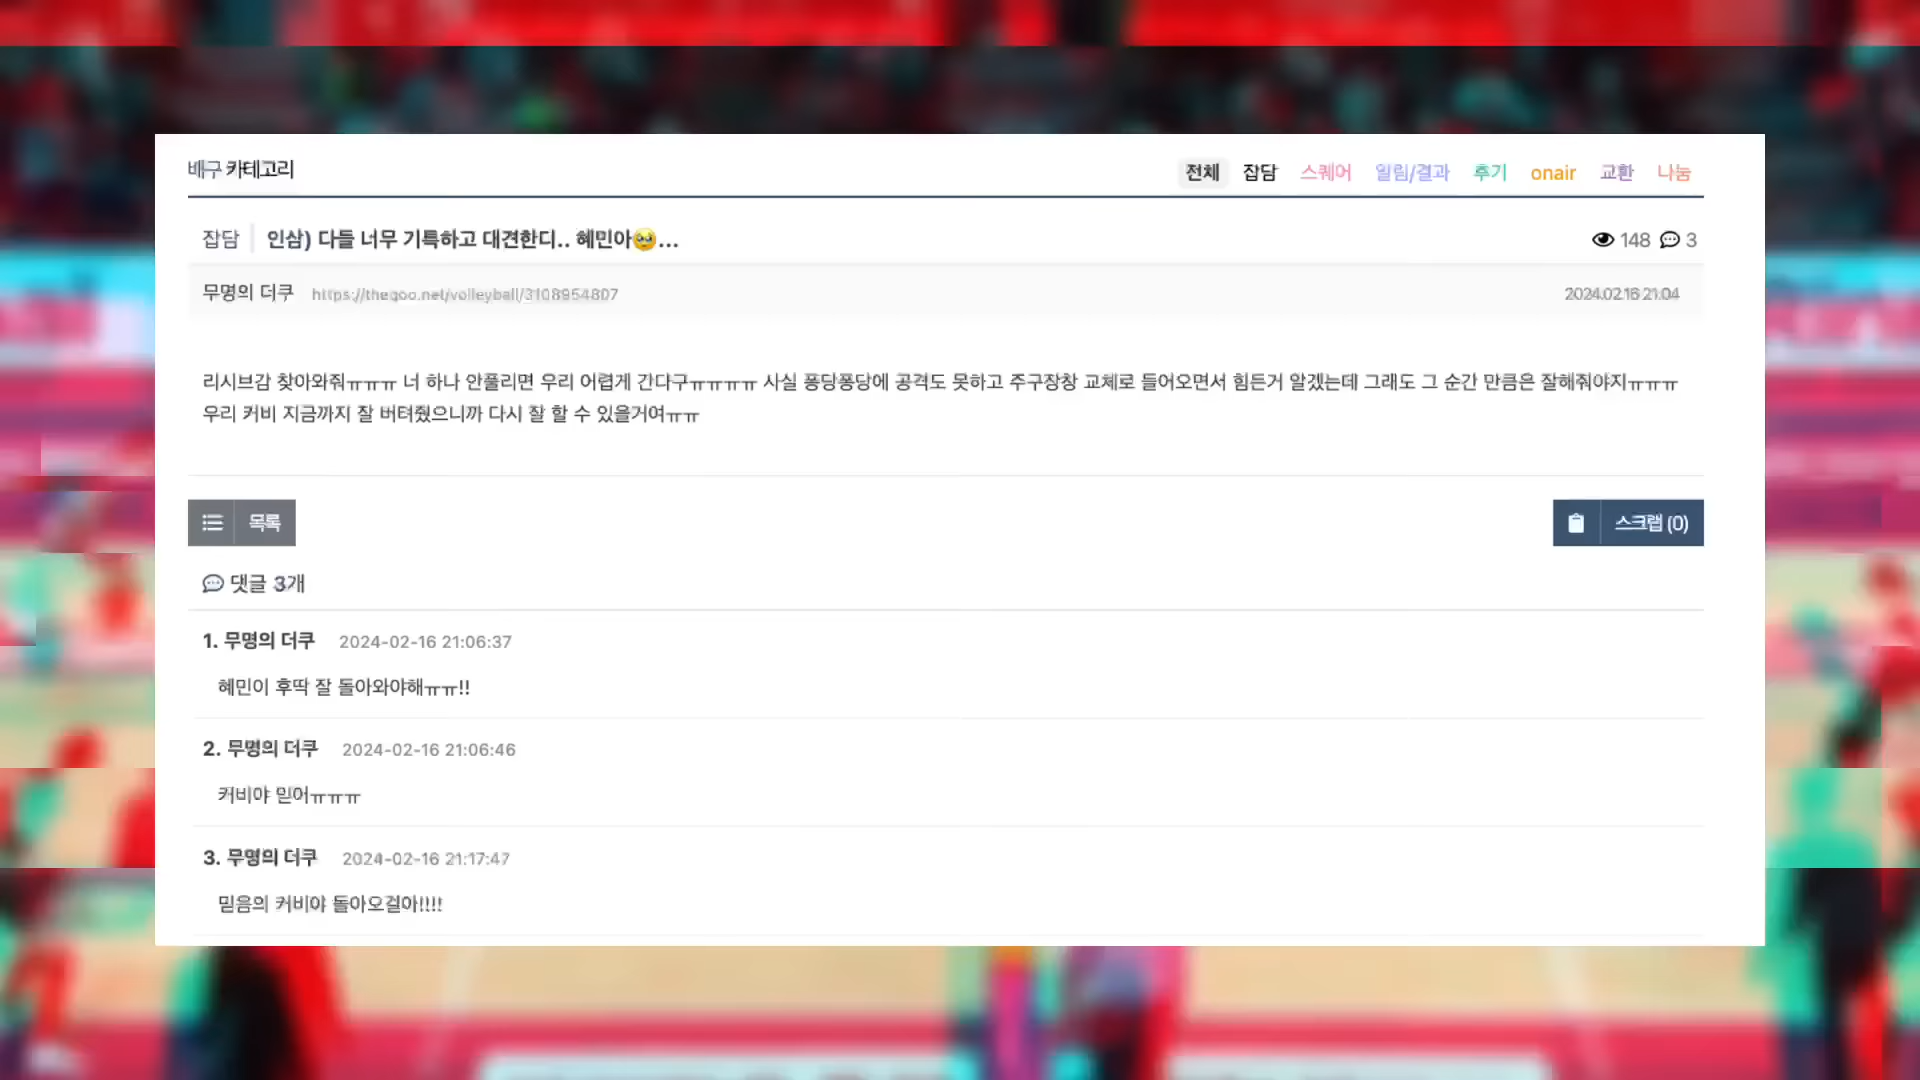 배구 카테고리
전체 잡담 스퀘어 알림/결과 후기 onair 교환 나눔
잡담 인삼) 다들 너무 기특하고 대견한디.. 혜민아🥹...
148 3
무명의 더쿠 https://theqoo.net/volleyball/3108954807
2024.02.16 21:04
리시브감 찾아와줘ㅠㅠㅠ 너 하나 안풀리면 우리 어렵게 간다구ㅠㅠㅠㅠ 사실 퐁당퐁당에 공격도 못하고 주구장창 교체로 들어오면서 힘든거 알겠는데 그래도 그 순간 만큼은 잘해줘야지ㅠㅠㅠ
우리 커비 지금까지 잘 버텨줬으니까 다시 잘 할 수 있을거여ㅠㅠ
목록
스크랩 (0)
댓글 3개
1. 무명의 더쿠 2024-02-16 21:06:37
혜민이 후딱 잘 돌아와야해ㅠㅠ!!
2. 무명의 더쿠 2024-02-16 21:06:46
커비야 믿어ㅠㅠㅠ
3. 무명의 더쿠 2024-02-16 21:17:47
믿음의 커비야 돌아오걸아!!!!